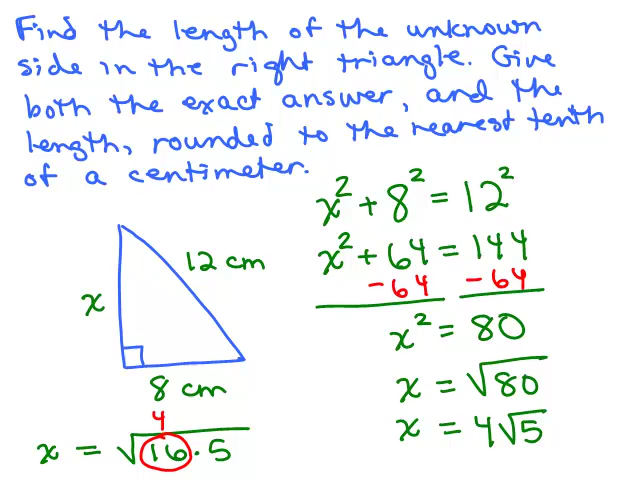 Find the length of the unknown
side in the right triangle. Give
both the exact answer, and the
length, rounded to the nearest tenth
of a centimeter.
x² + 8² = 12²
x² + 64 = 144
-64 -64
x² = 80
x = √80
x = 4√5
12 cm
x
8 cm
4
x = √16·5